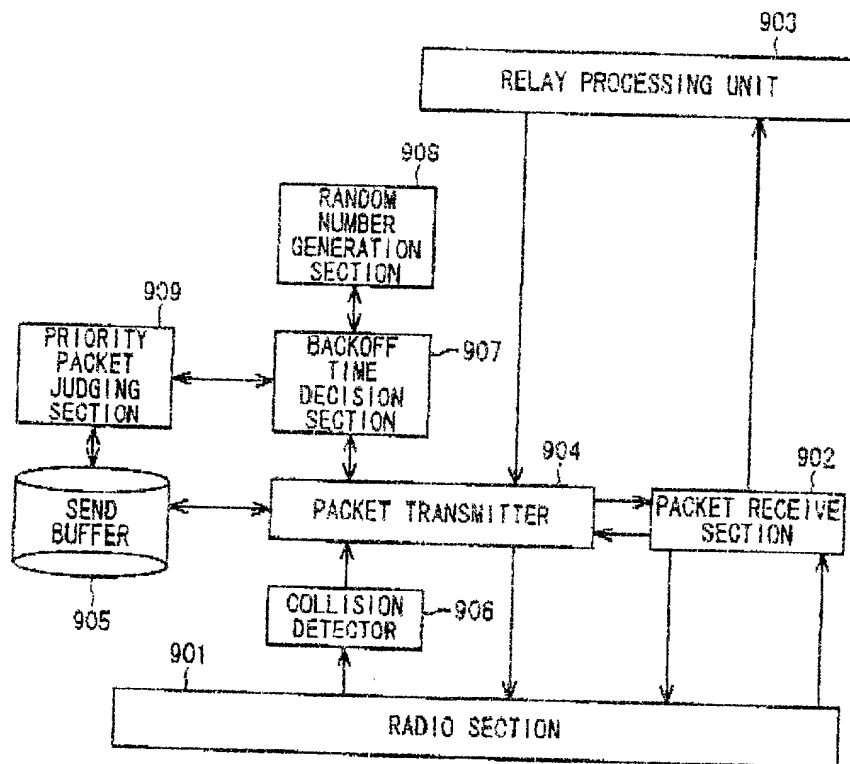 903
RELAY PROCESSING UNIT
908
RANDOM
NUMBER
GENERATION
SECTION
909
PRIORITY
PACKET
JUDGING
SECTION
BACKOFF
TIME
DECISION
SECTION
907
904
902
SEND
BUFFER
PACKET TRANSMITTER
PACKET RECEIVE
SECTION
905
COLLISION
DETECTOR
906
901
RADIO SECTION